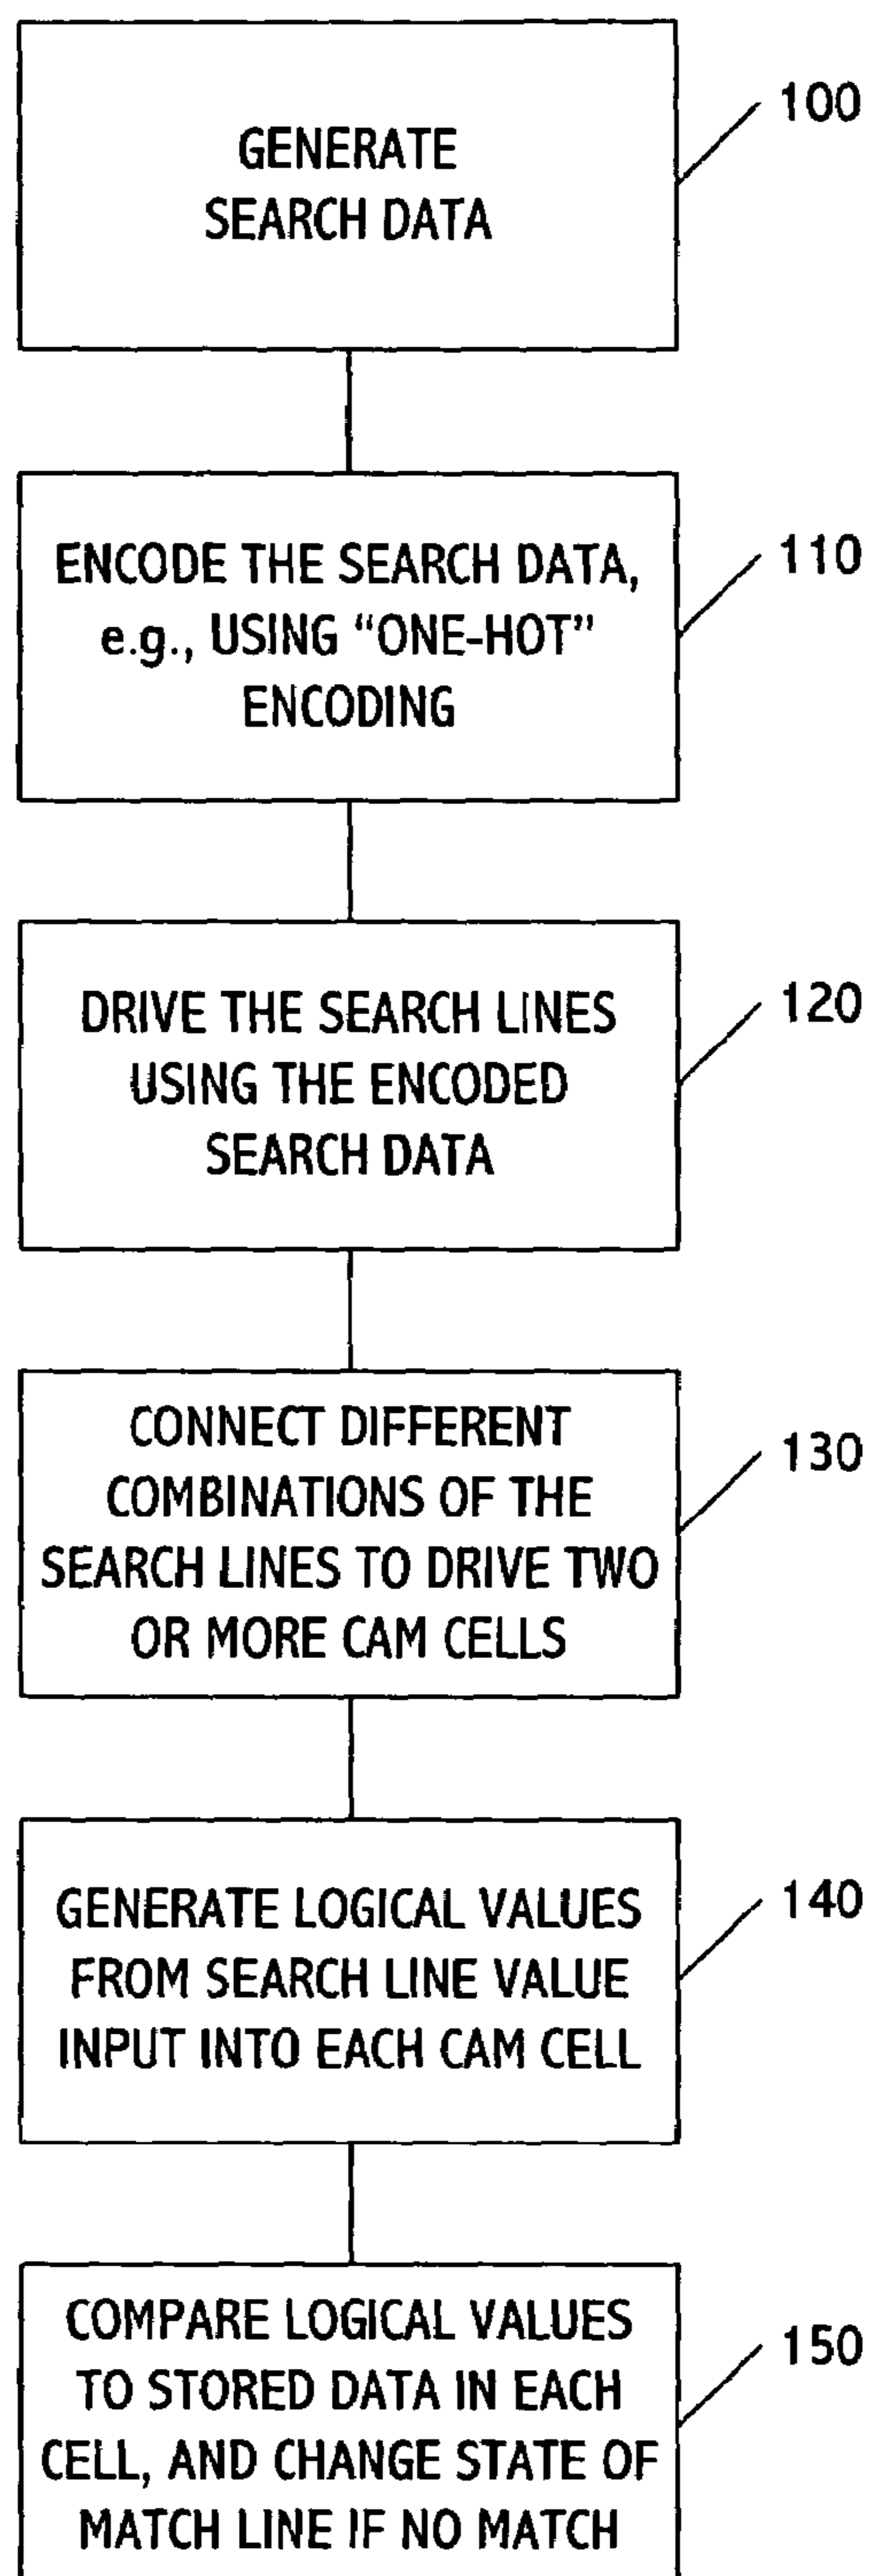 GENERATE
SEARCH DATA
100
ENCODE THE SEARCH DATA,
e.g., USING “ONE-HOT”
ENCODING
110
DRIVE THE SEARCH LINES
USING THE ENCODED
SEARCH DATA
120
CONNECT DIFFERENT
COMBINATIONS OF THE
SEARCH LINES TO DRIVE TWO
OR MORE CAM CELLS
130
GENERATE LOGICAL VALUES
FROM SEARCH LINE VALUE
INPUT INTO EACH CAM CELL
140
COMPARE LOGICAL VALUES
TO STORED DATA IN EACH
CELL, AND CHANGE STATE OF
MATCH LINE IF NO MATCH
150